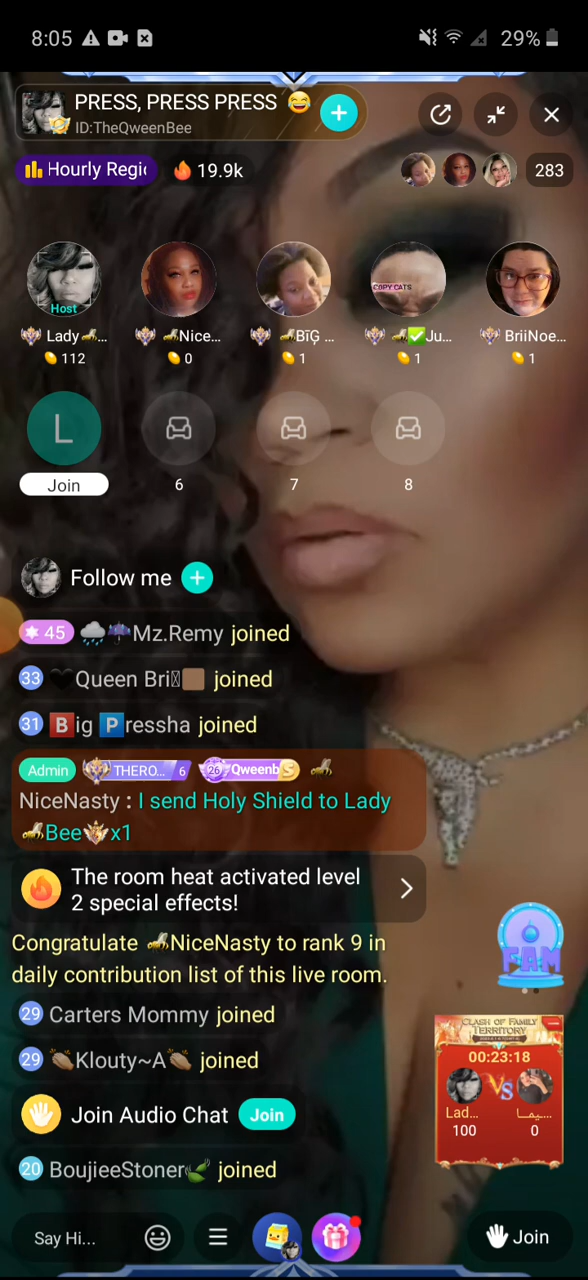 8:05
29%
PRESS, PRESS PRESS 😂
ID:TheQweenBee
Hourly Regi
19.9k
283
Host
COPY CATS
Lady 🐝...
🐝Nice...
🐝BīĢ ...
🐝✅Ju...
BriiNoe...
112
0
1
1
1
L
Join
6
7
8
Follow me
45 🌧️☔Mz.Remy joined
33 🖤Queen Bri🏾 joined
31 🅱️ig 🅿️ressha joined
Admin THERO... 6 26 Qweenb S 🐝
NiceNasty : I send Holy Shield to Lady
🐝Bee x1
The room heat activated level
2 special effects!
Congratulate 🐝NiceNasty to rank 9 in
daily contribution list of this live room.
FAM
29 Carters Mommy joined
29 👏🏽Klouty~A👏🏽 joined
CLASH OF FAMILY
TERRITORY
00:23:18
VS
Lad...
100
0
Join Audio Chat Join
20 BoujieeStoner🍃 joined
Say Hi...
Join